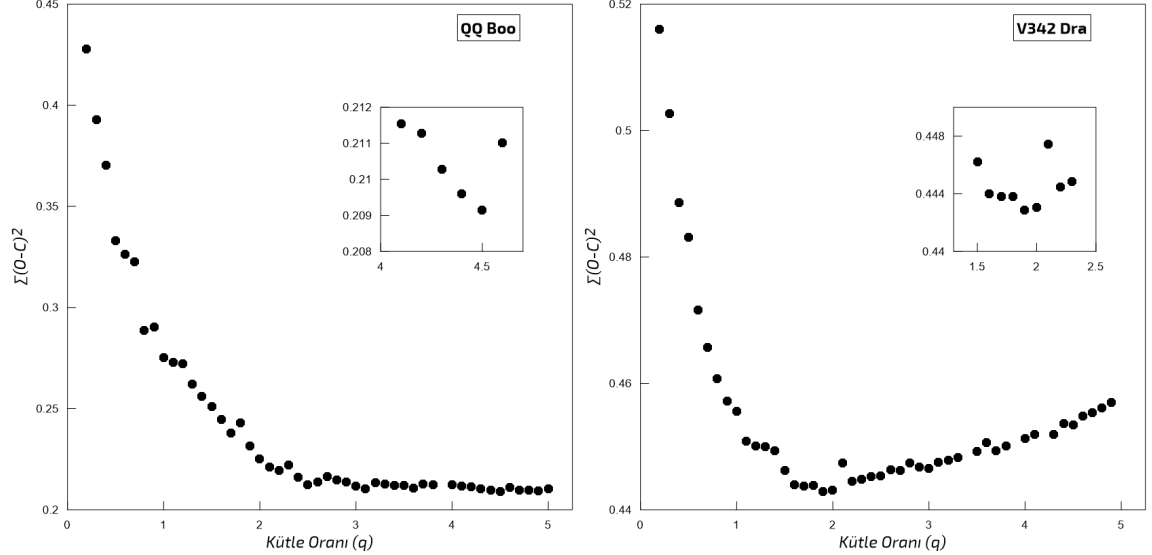 QQ Boo
0.45
0.4
0.35
0.3
0.25
0.2
0 1 2 3 4 5
Σ(O-C)²
Kütle Oranı (q)
0.212
0.211
0.21
0.209
0.208
4 4.5
V342 Dra
0.52
0.5
0.48
0.46
0.44
0 1 2 3 4 5
Σ(O-C)²
Kütle Oranı (q)
0.448
0.444
0.44
1.5 2 2.5